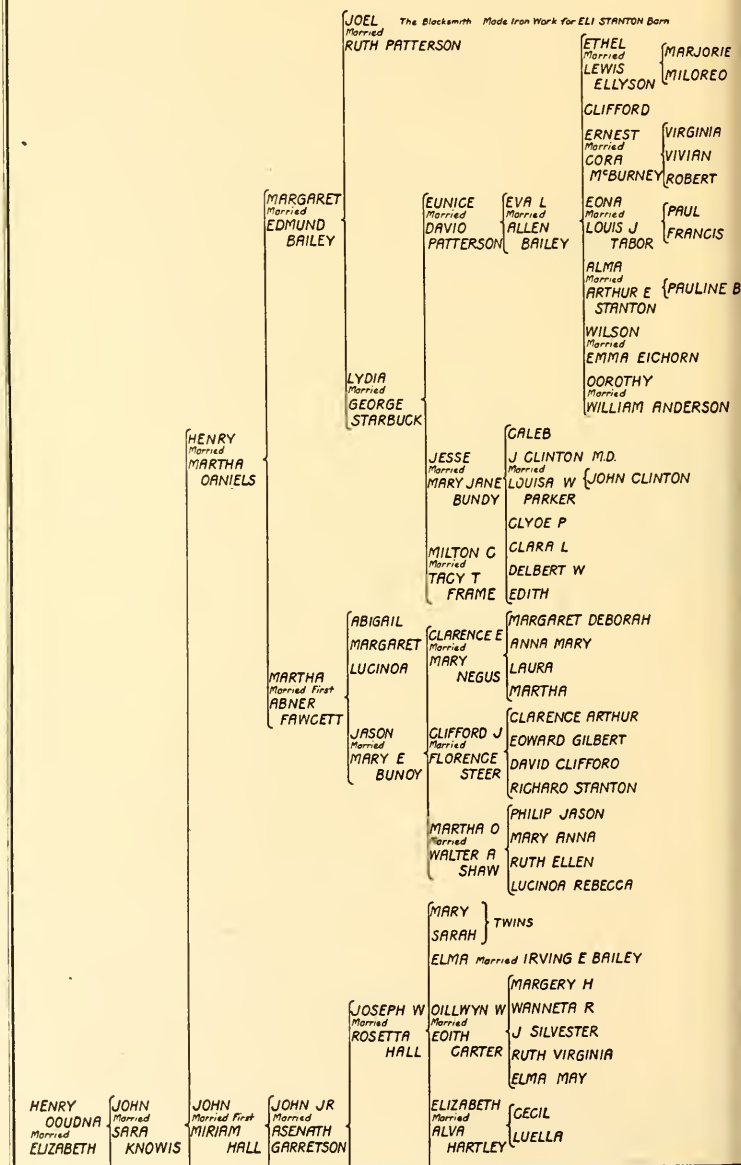 JOEL The Blacksmith Made Iron Work for ELI STANTON Barn
Married
RUTH PATTERSON
ETHEL
Married
LEWIS
ELLYSON
MARJORIE
MILOREO
CLIFFORD
ERNEST
Married
CORA
McBURNEY
VIRGINIA
VIVIAN
ROBERT
MARGARET
Married
EDMUND
BAILEY
EUNICE
Married
DAVIO
PATTERSON
EVA L
Married
ALLEN
BAILEY
EONA
Married
LOUIS J
TABOR
PAUL
FRANCIS
ALMA
Married
ARTHUR E
STANTON
PAULINE B
WILSON
Married
EMMA EICHORN
LYDIA
Married
GEORGE
STARBUCK
OOROTHY
Married
WILLIAM ANDERSON
HENRY
Married
MARTHA
OANIELS
JESSE
Married
MARY JANE
BUNDY
CALEB
J CLINTON M.D.
Married
LOUISA W
PARKER
JOHN CLINTON
CLYOE P
CLARA L
DELBERT W
EDITH
MILTON C
Married
TACY T
FRAME
MARTHA
Married First
ABNER
FAWCETT
ABIGAIL
MARGARET
LUCINOA
CLARENCE E
Married
MARY
NEGUS
MARGARET DEBORAH
ANNA MARY
LAURA
MARTHA
JASON
Married
MARY E
BUNOY
CLIFFORD J
Married
FLORENCE
STEER
CLARENCE ARTHUR
EOWARD GILBERT
DAVID CLIFFORO
RICHARO STANTON
MARTHA O
Married
WALTER A
SHAW
PHILIP JASON
MARY ANNA
RUTH ELLEN
LUCINOA REBECCA
MARY
SARAH
TWINS
ELMA Married IRVING E BAILEY
JOSEPH W
Married
ROSETTA
HALL
OILLWYN W
Married
EOITH
CARTER
MARGERY H
WANNETA R
J SILVESTER
RUTH VIRGINIA
ELMA MAY
HENRY
OOUDNA
Married
ELIZABETH
JOHN
Married
SARA
KNOWIS
JOHN
Married First
MIRIAM
HALL
JOHN JR
Married
ASENATH
GARRETSON
ELIZABETH
Married
ALVA
HARTLEY
CECIL
LUELLA